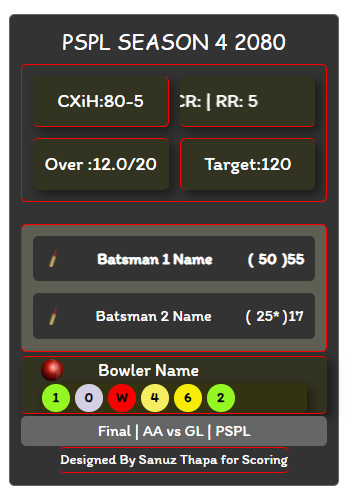 PSPL SEASON 4 2080
CXiH:80-5
CR: | RR: 5
Over :12.0/20
Target:120
Batsman 1 Name ( 50 )55
Batsman 2 Name ( 25* )17
Bowler Name
1 0 W 4 6 2
Final | AA vs GL | PSPL
Designed By Sanuz Thapa for Scoring